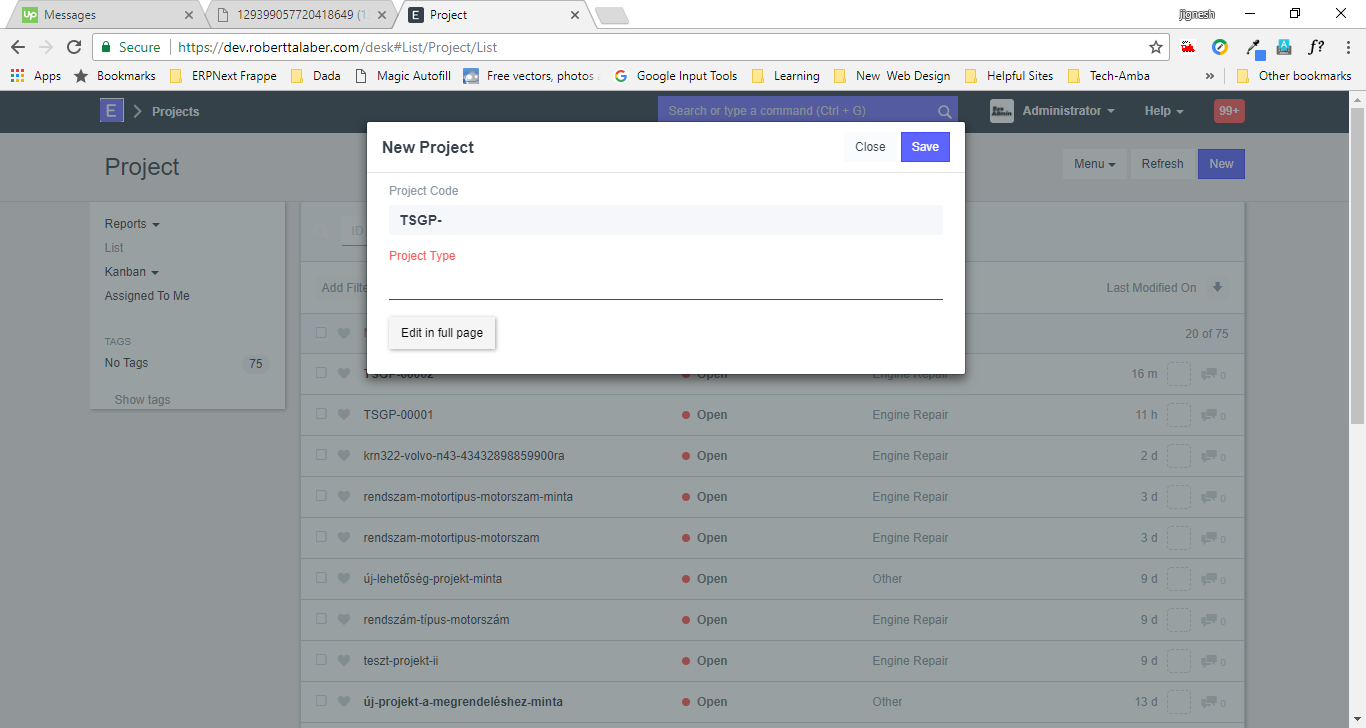 Up Messages
129399057720418649 (1
E Project
jignesh
Secure https://dev.roberttalaber.com/desk#List/Project/List
f?
Apps Bookmarks ERPNext Frappe Dada Magic Autofill Free vectors, photos Google Input Tools Learning New Web Design Helpful Sites Tech-Amba » Other bookmarks
E Projects Search or type a command (Ctrl + G) Administrator Help 99+
Project Menu Refresh New
New Project Close Save
Project Code
TSGP-
Project Type
Edit in full page
Reports
List
Kanban
Assigned To Me
TAGS
No Tags 75
Show tags
ID
Add Filte Last Modified On
20 of 75
TSGP-00002 Open Engine Repair 16 m 0
TSGP-00001 Open Engine Repair 11 h 0
krn322-volvo-n43-43432898859900ra Open Engine Repair 2 d 0
rendszam-motortipus-motorszam-minta Open Engine Repair 3 d 0
rendszam-motortipus-motorszam Open Engine Repair 3 d 0
új-lehetőség-projekt-minta Open Other 9 d 0
rendszám-típus-motorszám Open Engine Repair 9 d 0
teszt-projekt-ii Open Engine Repair 9 d 0
új-projekt-a-megrendeléshez-minta Open Other 13 d 0